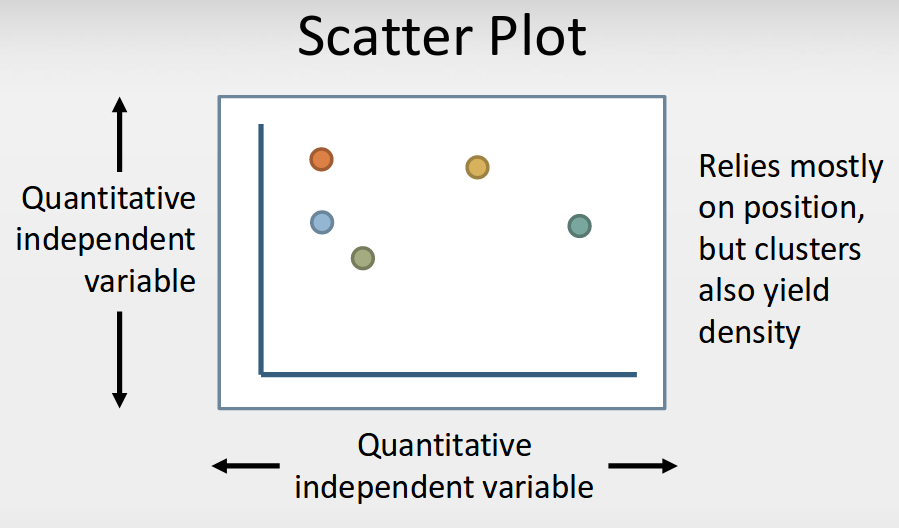 Scatter Plot
Quantitative
independent
variable
Relies mostly
on position,
but clusters
also yield
density
Quantitative
independent variable